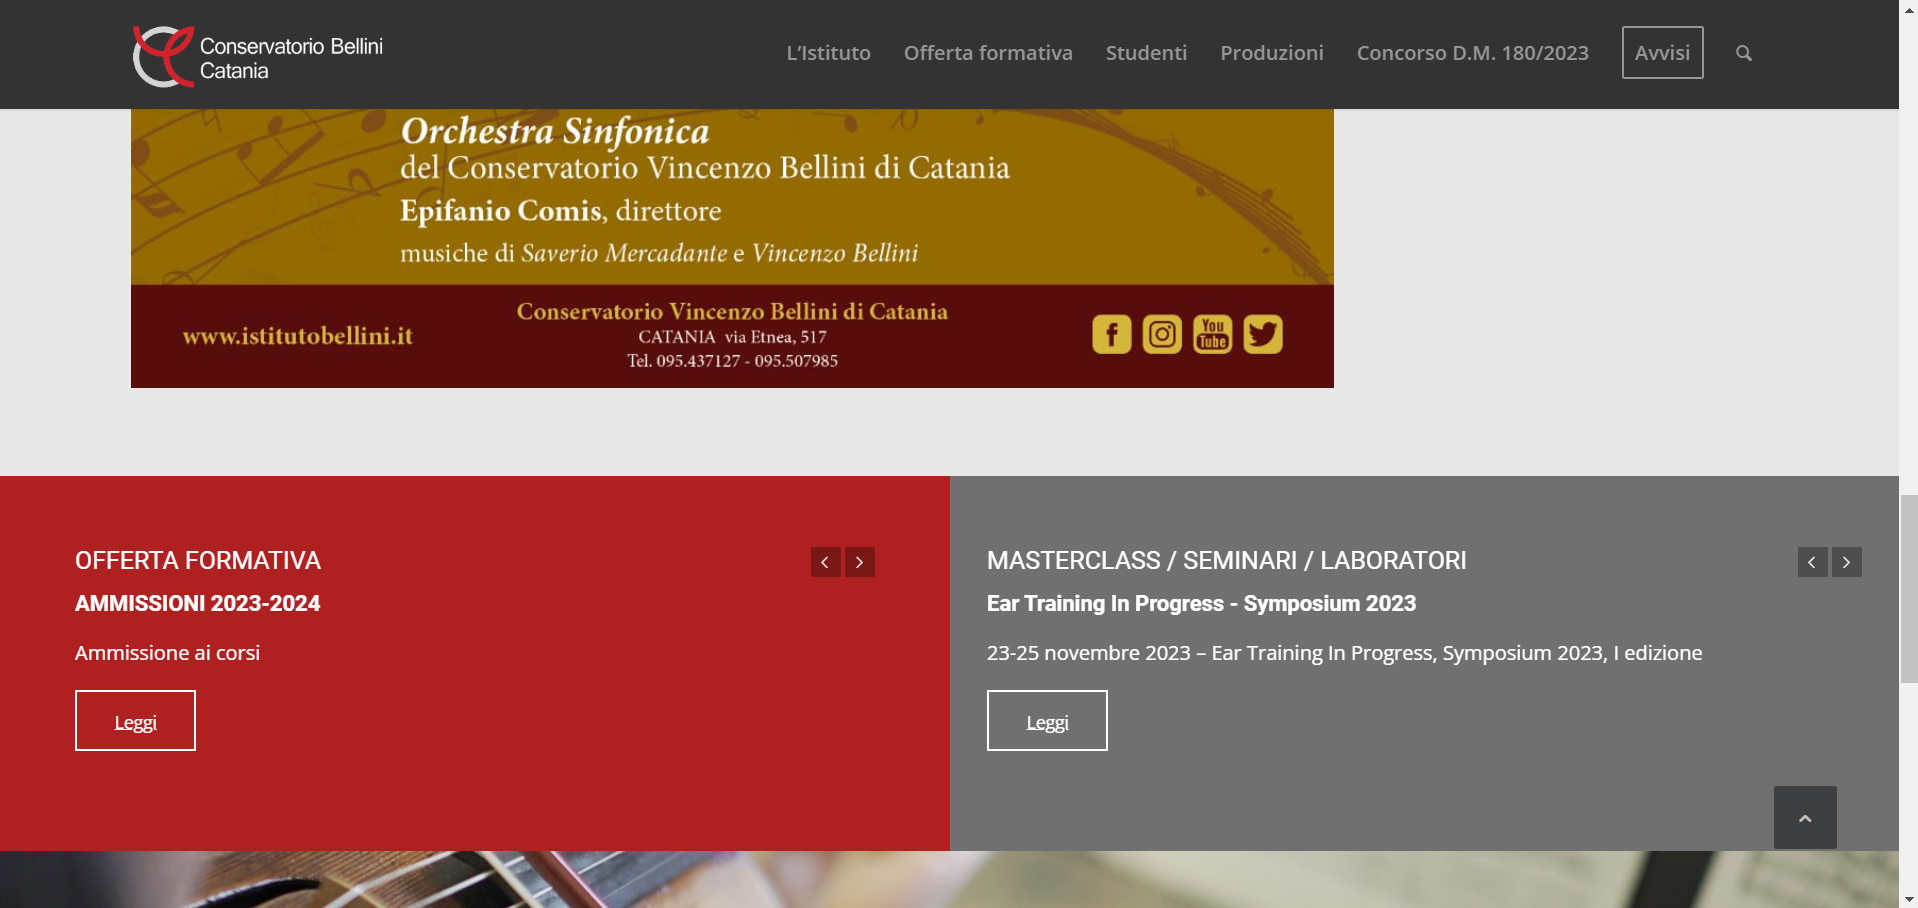 Conservatorio Bellini
Catania
L'Istituto
Offerta formativa
Studenti
Produzioni
Concorso D.M. 180/2023
Avvisi
Orchestra Sinfonica
del Conservatorio Vincenzo Bellini di Catania
Epifanio Comis, direttore
musiche di Saverio Mercadante e Vincenzo Bellini
www.istitutobellini.it
Conservatorio Vincenzo Bellini di Catania
CATANIA via Etnea, 517
Tel. 095.437127 - 095.507985
You
Tube
OFFERTA FORMATIVA
AMMISSIONI 2023-2024
Ammissione ai corsi
Leggi
MASTERCLASS / SEMINARI / LABORATORI
Ear Training In Progress - Symposium 2023
23-25 novembre 2023 – Ear Training In Progress, Symposium 2023, I edizione
Leggi